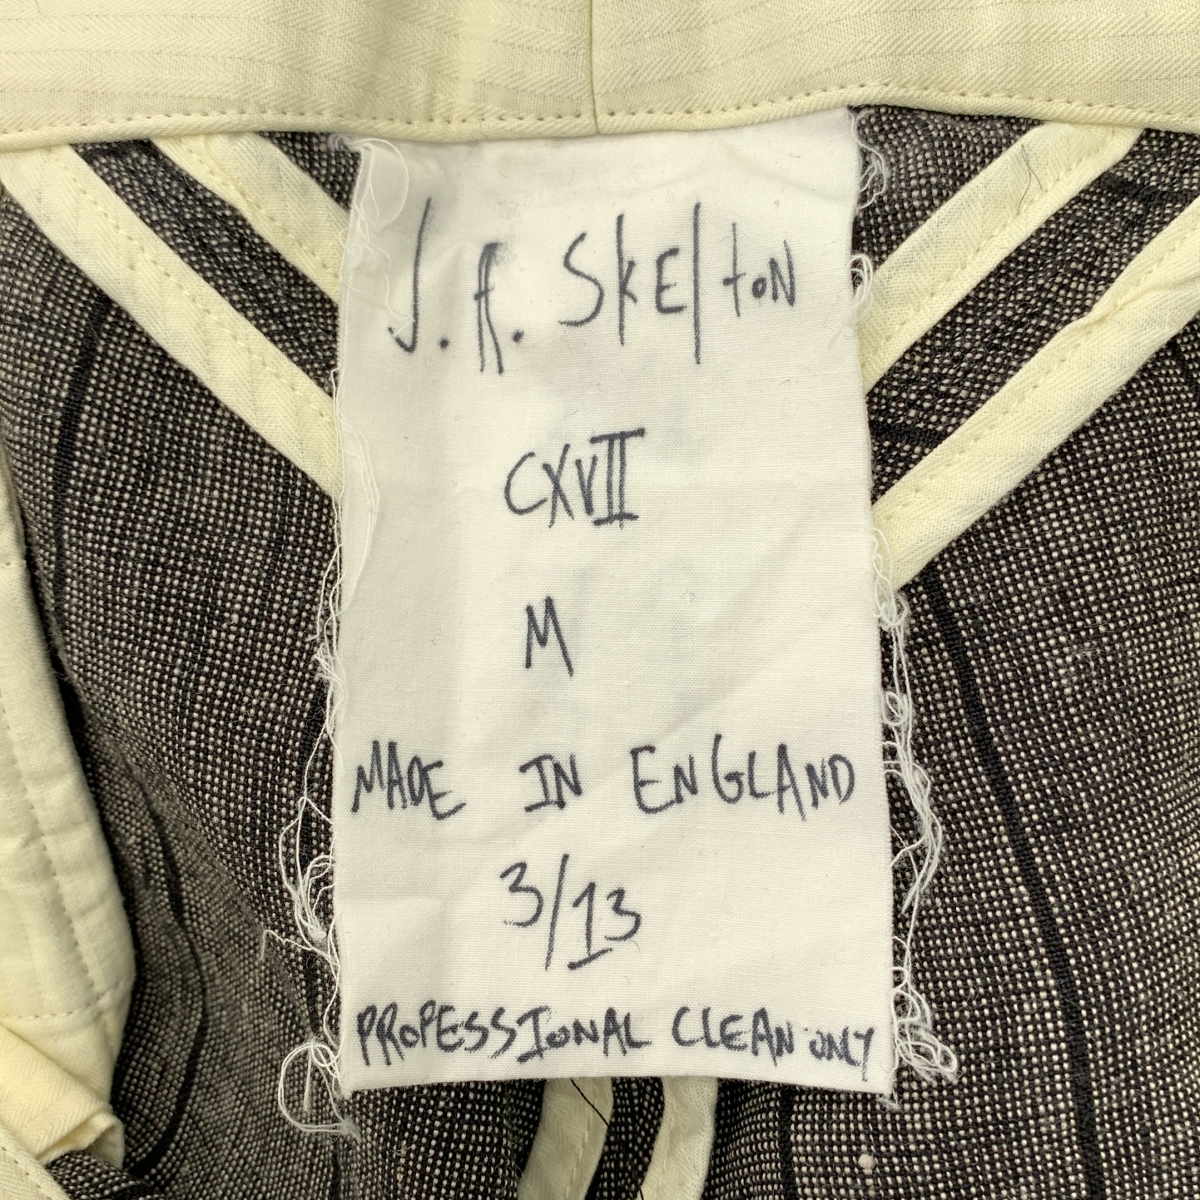 J.A. SKElTON
CXVII
M
MADE IN ENGLAND
3/13
PROFESSIONAL CLEAN ONLY